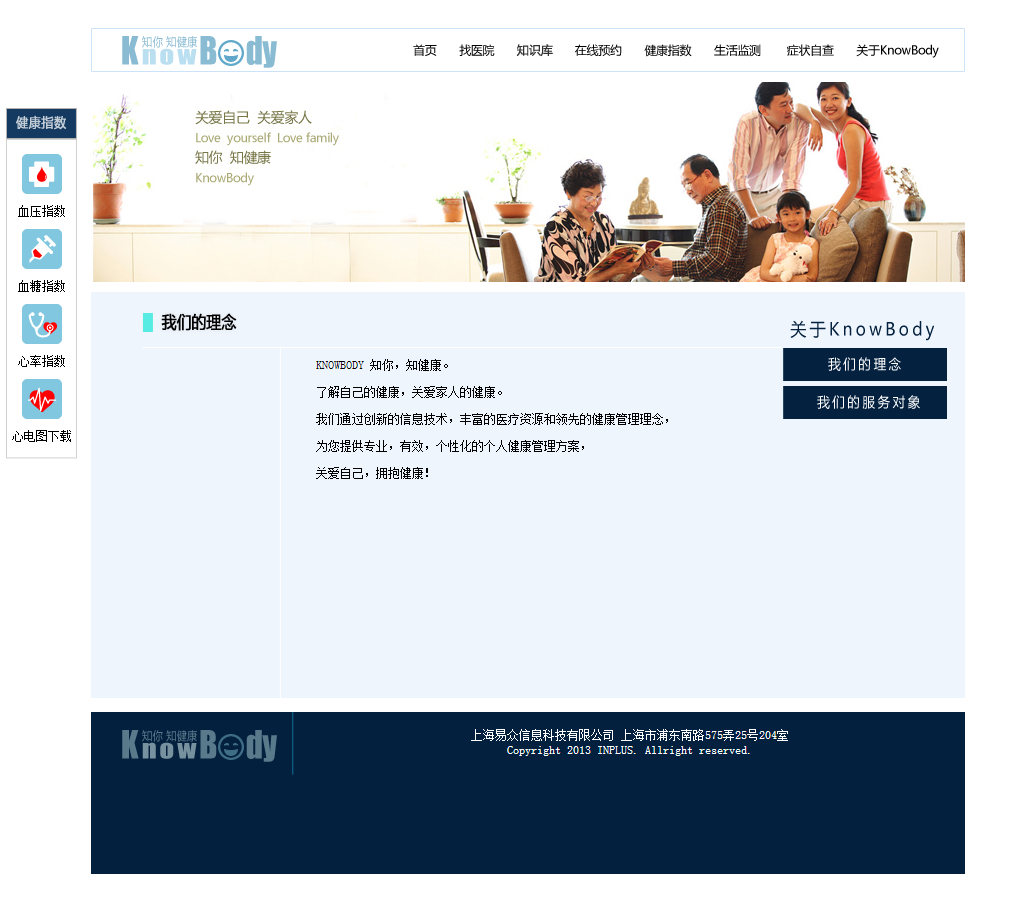 知你 知健康
KnowBody
首页 找医院 知识库 在线预约 健康指数 生活监测 症状自查 关于KnowBody
健康指数
血压指数
血糖指数
心率指数
心电图下载
关爱自己 关爱家人
Love yourself Love family
知你 知健康
KnowBody
我们的理念
KNOWBODY 知你，知健康。
了解自己的健康，关爱家人的健康。
我们通过创新的信息技术，丰富的医疗资源和领先的健康管理理念，
为您提供专业，有效，个性化的个人健康管理方案，
关爱自己，拥抱健康！
关于KnowBody
我们的理念
我们的服务对象
知你 知健康
KnowBody
上海易众信息科技有限公司 上海市浦东南路575弄25号204室
Copyright 2013 INPLUS. Allright reserved.